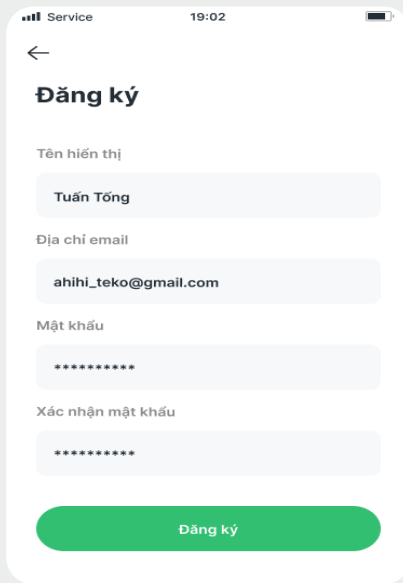 Service 19:02
Đăng ký
Tên hiển thị
Tuấn Tống
Địa chỉ email
ahihi_teko@gmail.com
Mật khẩu
**********
Xác nhận mật khẩu
**********
Đăng ký